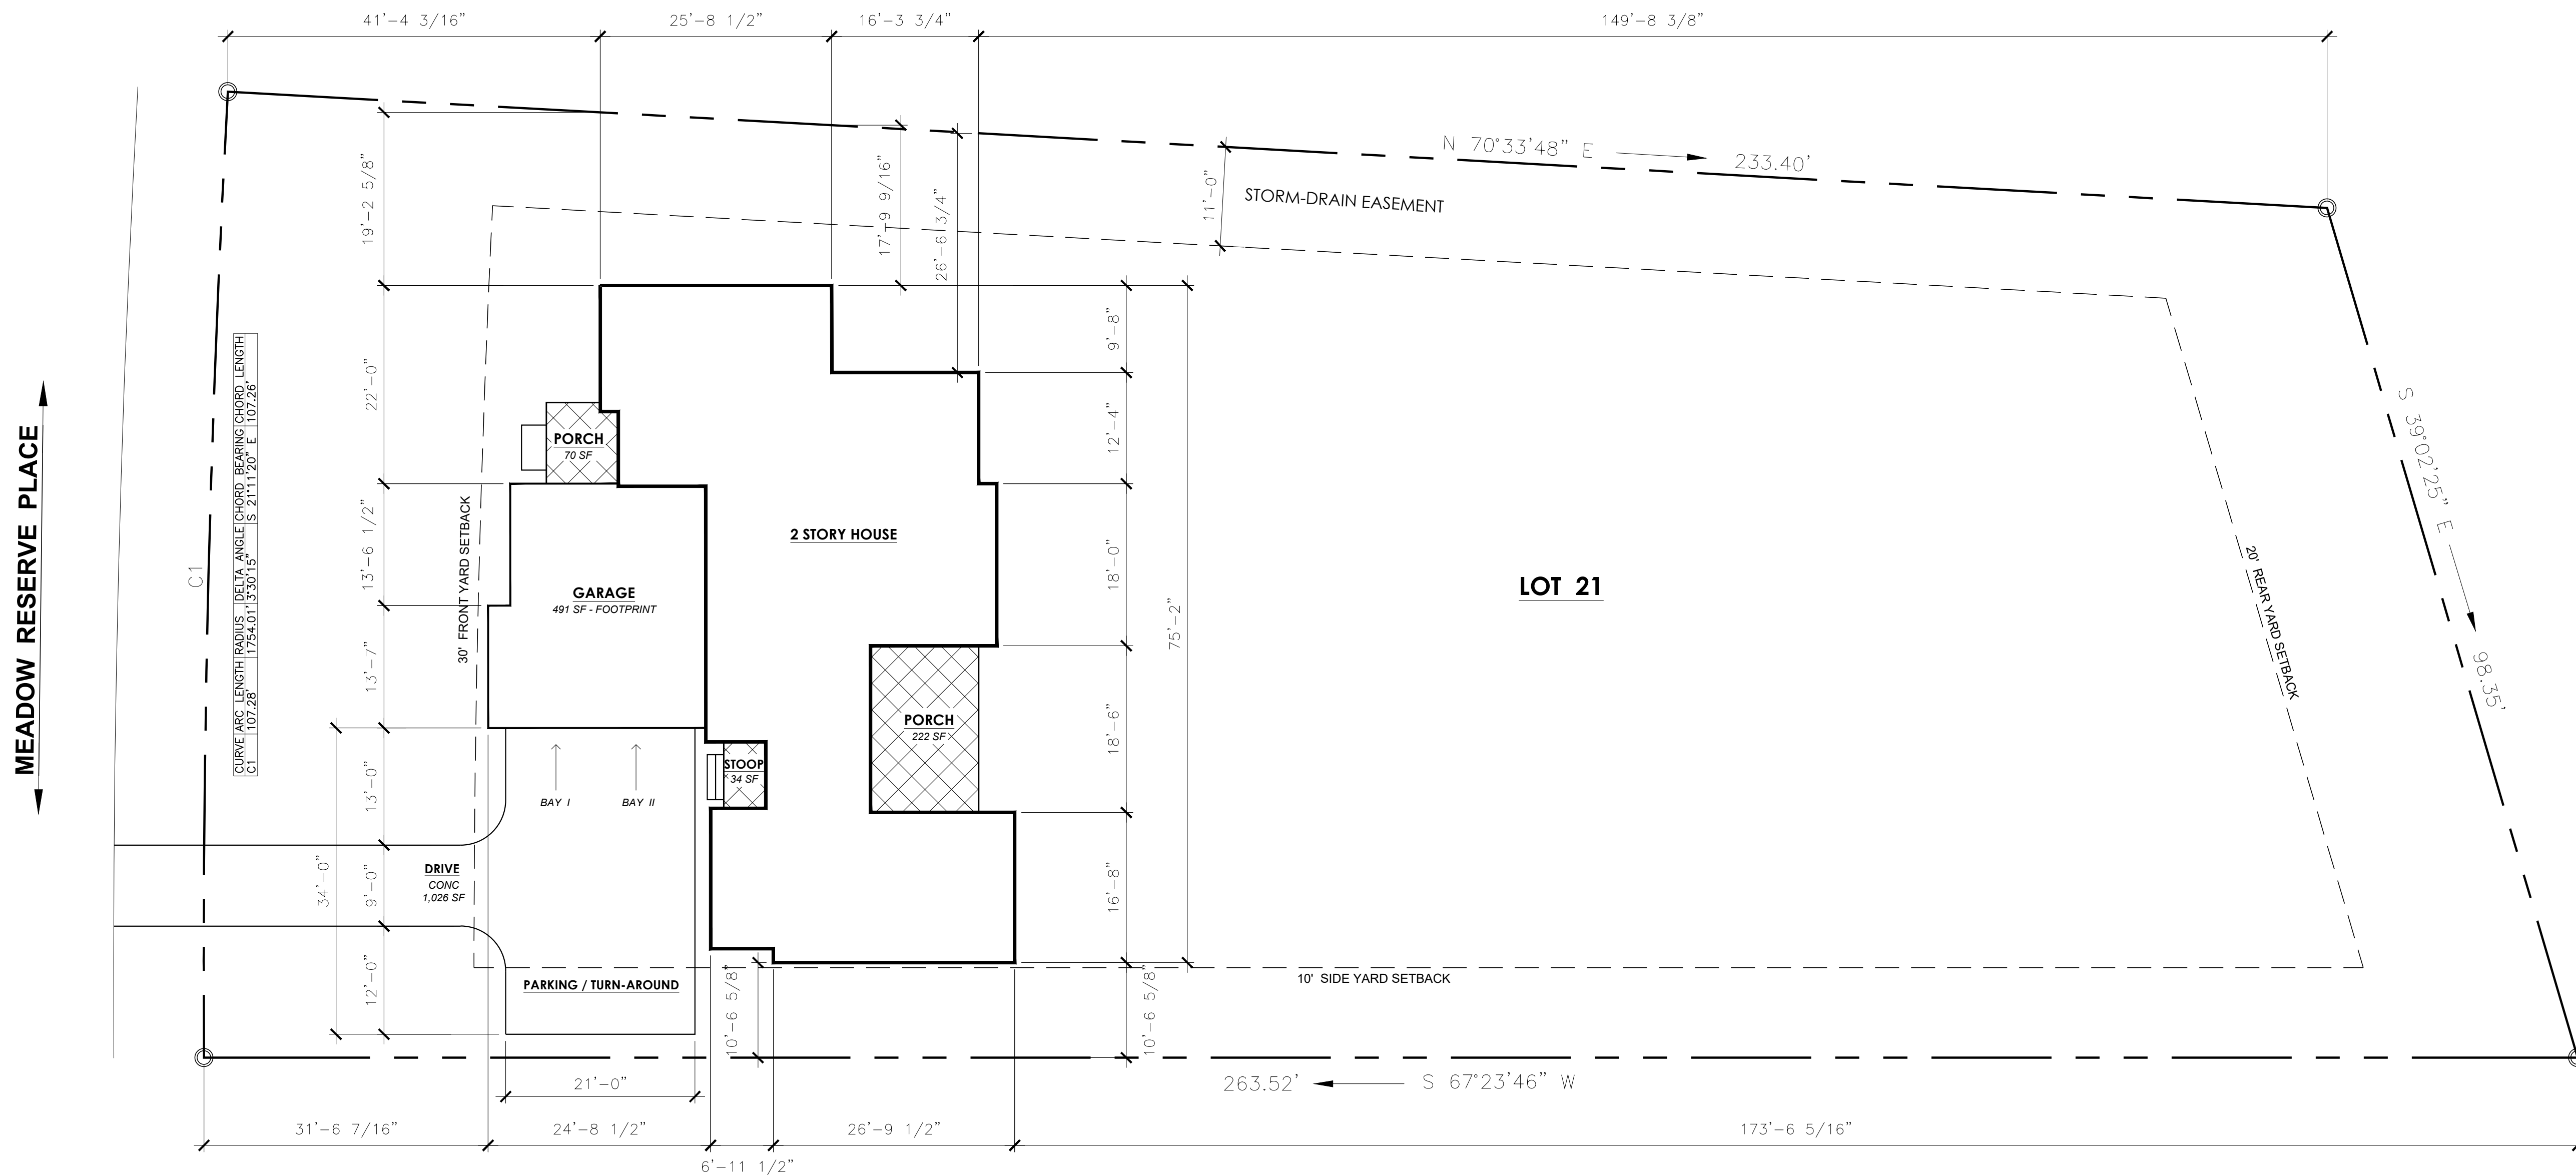 41'-4 3/16"
25'-8 1/2"
16'-3 3/4"
149'-8 3/8"
N 70°33'48" E
233.40'
STORM-DRAIN EASEMENT
11'-0"
19'-2 5/8"
17'-9 9/16"
26'-6 3/4"
22'-0"
13'-6 1/2"
13'-7"
13'-0"
9'-0"
12'-0"
34'-0"
9'-8"
12'-4"
18'-0"
18'-6"
16'-8"
75'-2"
10'-6 5/8"
10'-6 5/8"
MEADOW RESERVE PLACE
C1
CURVE ARC LENGTH RADIUS DELTA ANGLE CHORD BEARING CHORD LENGTH
C1 107.28' 1754.01' 3°30'15" S 21°11'20" E 107.26'
30' FRONT YARD SETBACK
PORCH
70 SF
GARAGE
491 SF - FOOTPRINT
2 STORY HOUSE
LOT 21
PORCH
222 SF
STOOP
34 SF
BAY I
BAY II
DRIVE
CONC
1,026 SF
PARKING / TURN-AROUND
10' SIDE YARD SETBACK
20' REAR YARD SETBACK
S 39°02'25" E
98.35'
263.52'
S 67°23'46" W
21'-0"
31'-6 7/16"
24'-8 1/2"
6'-11 1/2"
26'-9 1/2"
173'-6 5/16"